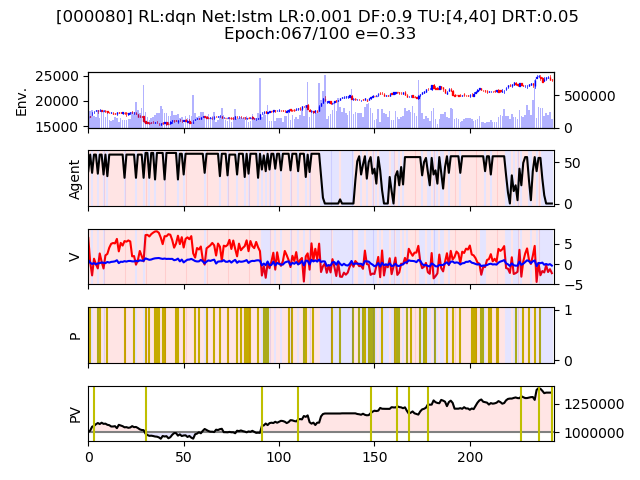 [000080] RL:dqn Net:lstm LR:0.001 DF:0.9 TU:[4,40] DRT:0.05
Epoch:067/100 e=0.33
Env.
25000
20000
15000
500000
0
Agent
50
0
V
5
0
−5
P
1
0
PV
1250000
1000000
0
50
100
150
200